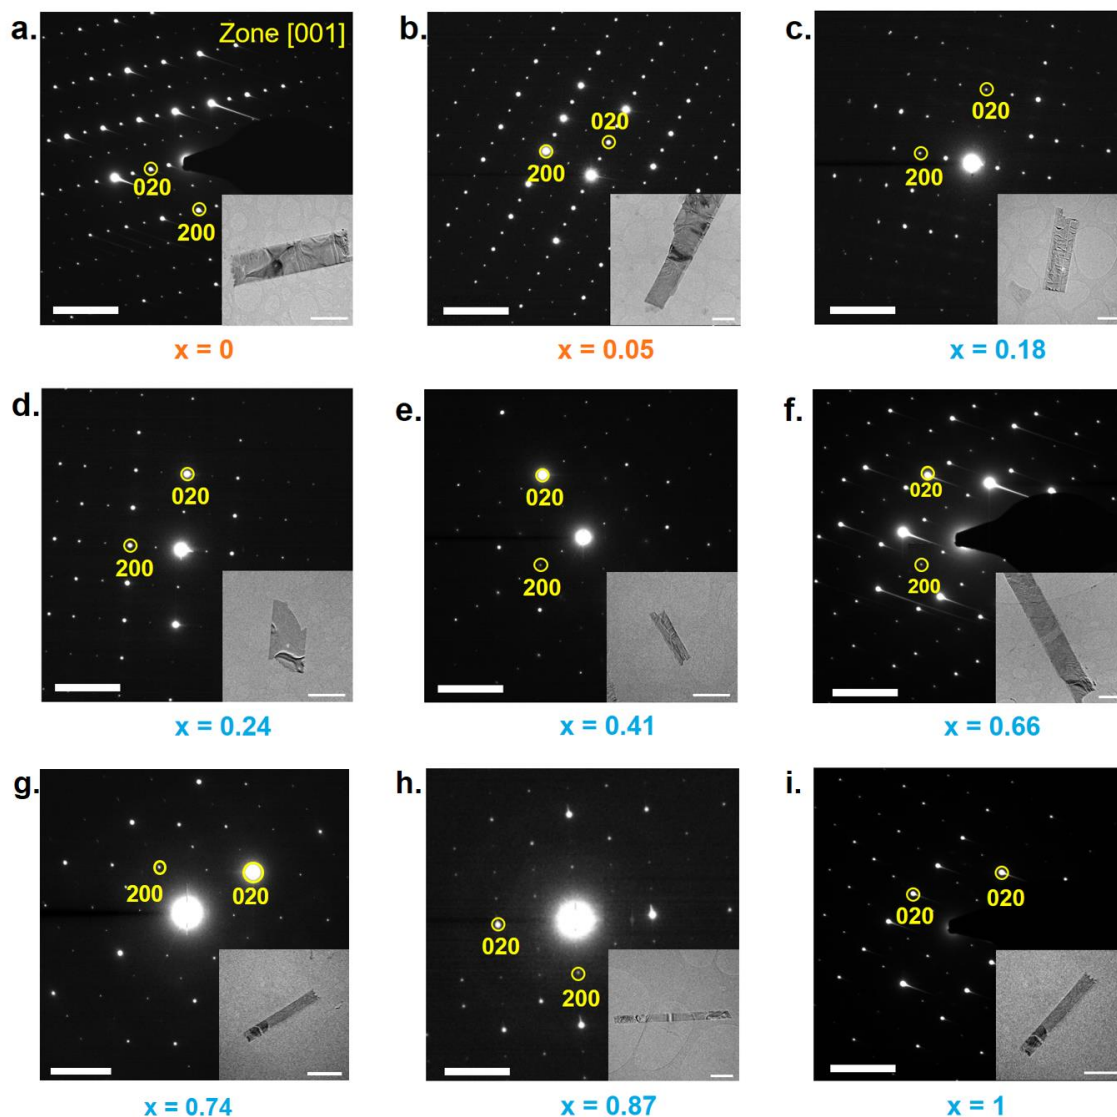 a.
Zone [001]
020
200
x = 0
b.
020
200
x = 0.05
c.
020
200
x = 0.18
d.
020
200
x = 0.24
e.
020
200
x = 0.41
f.
020
200
x = 0.66
g.
200
020
x = 0.74
h.
020
200
x = 0.87
i.
020
020
x = 1